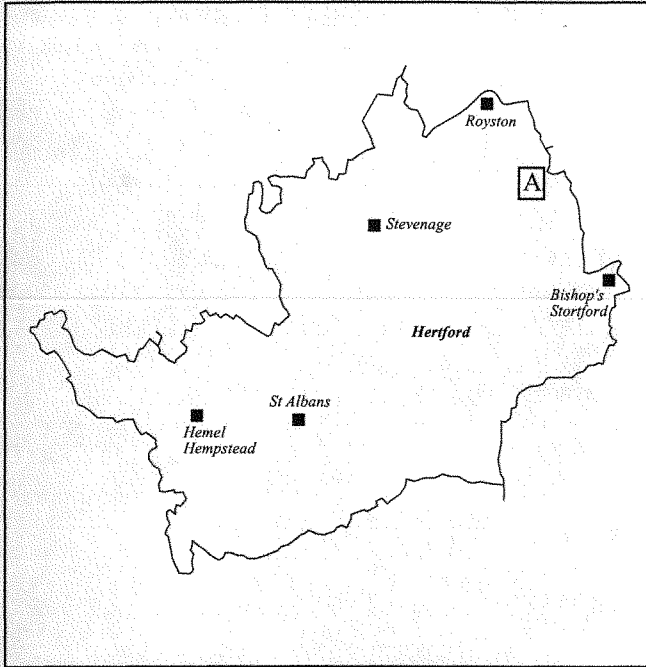 Royston
A
Stevenage
Bishop's
Stortford
Hertford
St Albans
Hemel
Hempstead